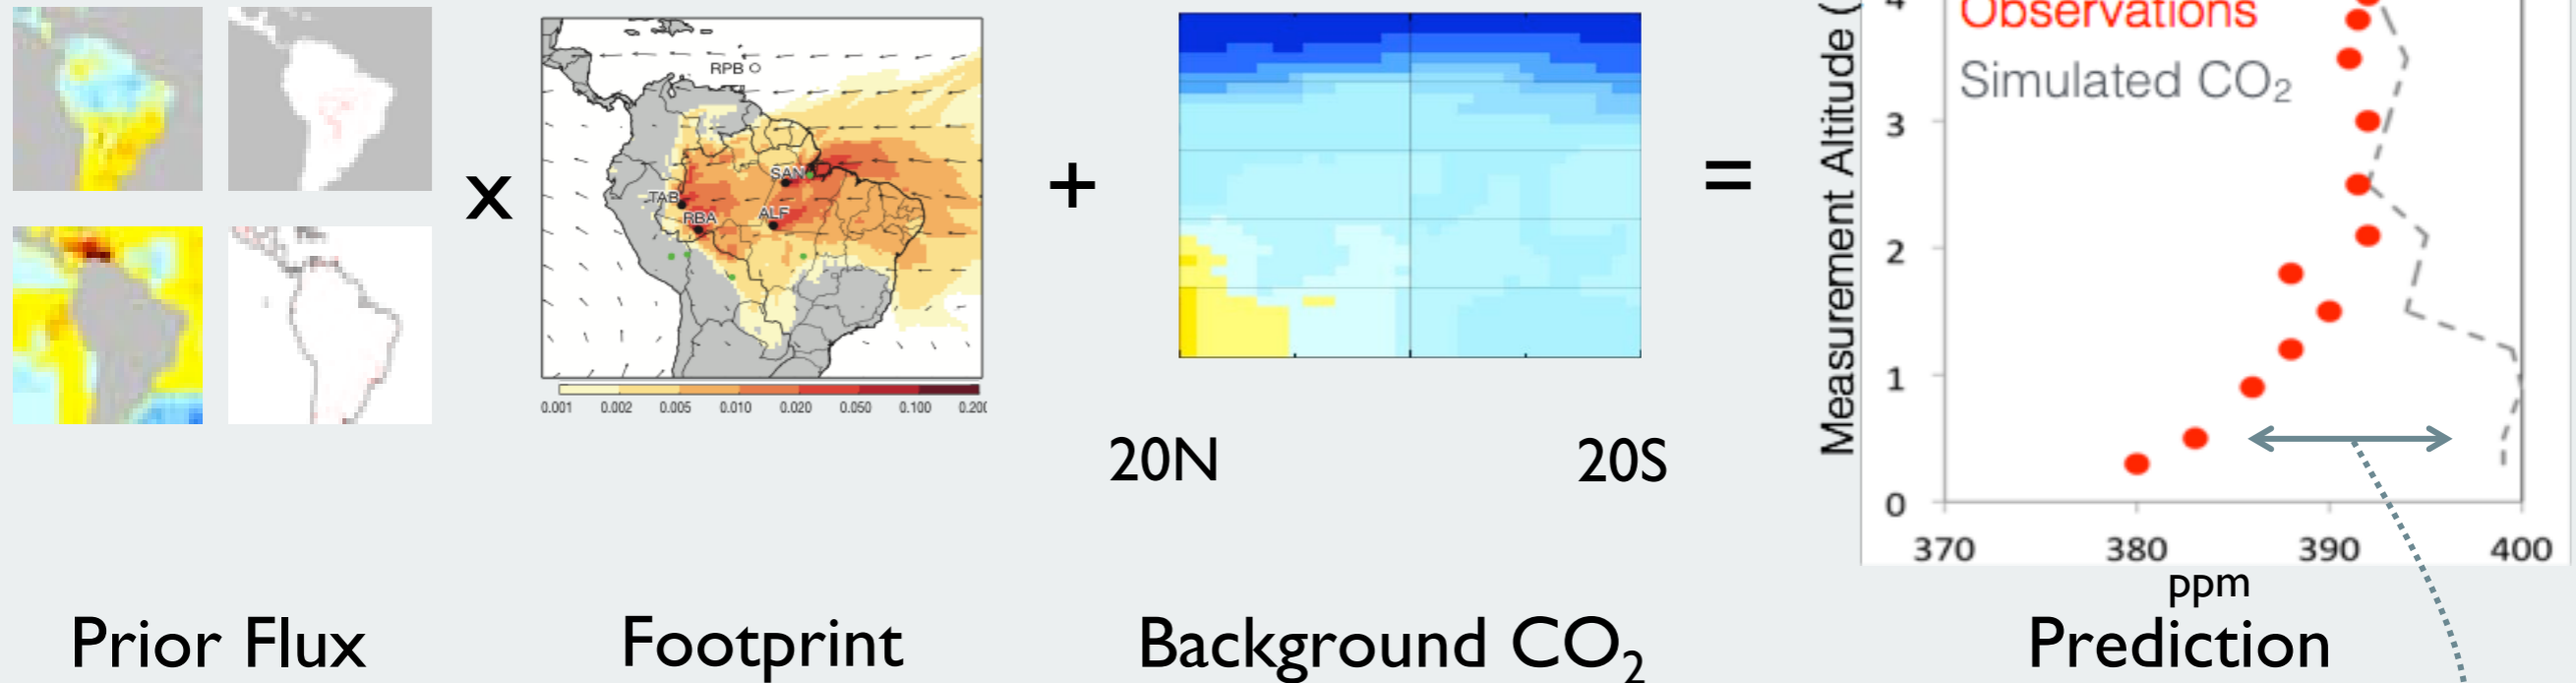 x
+
=
RPB
SAN
TAB
RBA
ALF
0.001 0.002 0.005 0.010 0.020 0.050 0.100
20N 20S
Observations
Simulated CO₂
Measurement Altitude (
4
3
2
1
0
370 380 390 400
ppm
Prior Flux Footprint Background CO₂ Prediction